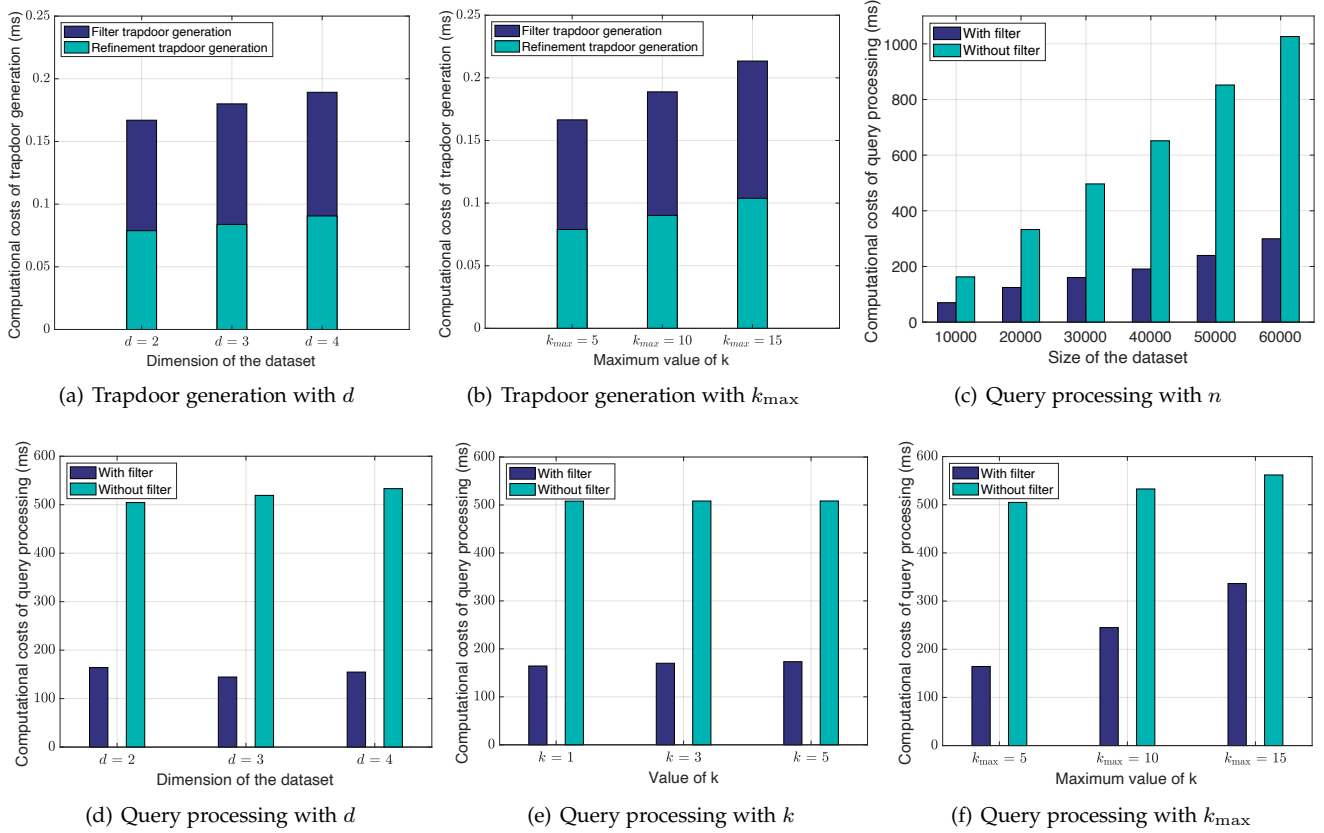 Computational costs of trapdoor generation (ms)
0.25
0.2
0.15
0.1
0.05
0
Filter trapdoor generation
Refinement trapdoor generation
d = 2
d = 3
d = 4
Dimension of the dataset
(a) Trapdoor generation with d
Computational costs of trapdoor generation (ms)
0.25
0.2
0.15
0.1
0.05
0
Filter trapdoor generation
Refinement trapdoor generation
kmax = 5
kmax = 10
kmax = 15
Maximum value of k
(b) Trapdoor generation with kmax
Computational costs of query processing (ms)
1000
800
600
400
200
0
With filter
Without filter
10000
20000
30000
40000
50000
60000
Size of the dataset
(c) Query processing with n
Computational costs of query processing (ms)
600
500
400
300
200
100
0
With filter
Without filter
d = 2
d = 3
d = 4
Dimension of the dataset
(d) Query processing with d
Computational costs of query processing (ms)
600
500
400
300
200
100
0
With filter
Without filter
k = 1
k = 3
k = 5
Value of k
(e) Query processing with k
Computational costs of query processing (ms)
600
500
400
300
200
100
0
With filter
Without filter
kmax = 5
kmax = 10
kmax = 15
Maximum value of k
(f) Query processing with kmax